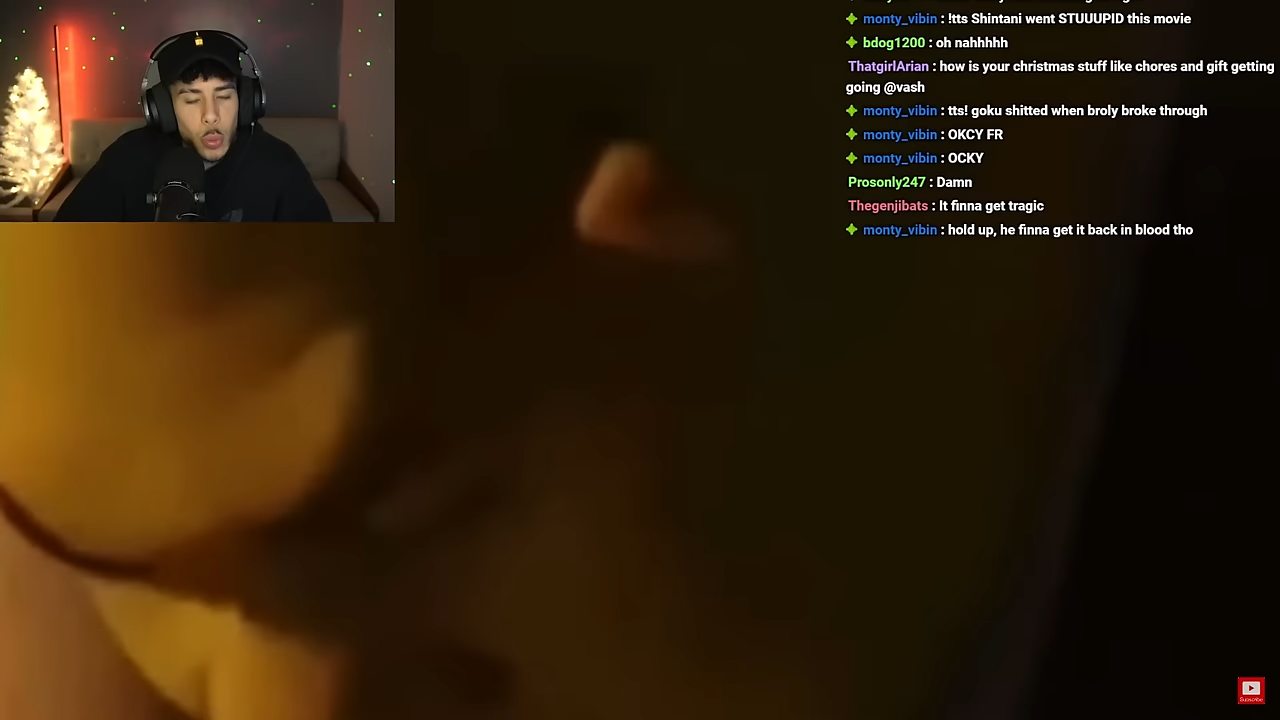 monty_vibin : !tts Shintani went STUUUPID this movie
bdog1200 : oh nahhhhh
ThatgirlArian : how is your christmas stuff like chores and gift getting
going @vash
monty_vibin : tts! goku shitted when broly broke through
monty_vibin : OKCY FR
monty_vibin : OCKY
Prosonly247 : Damn
Thegenjibats : It finna get tragic
monty_vibin : hold up, he finna get it back in blood tho
Subscribe